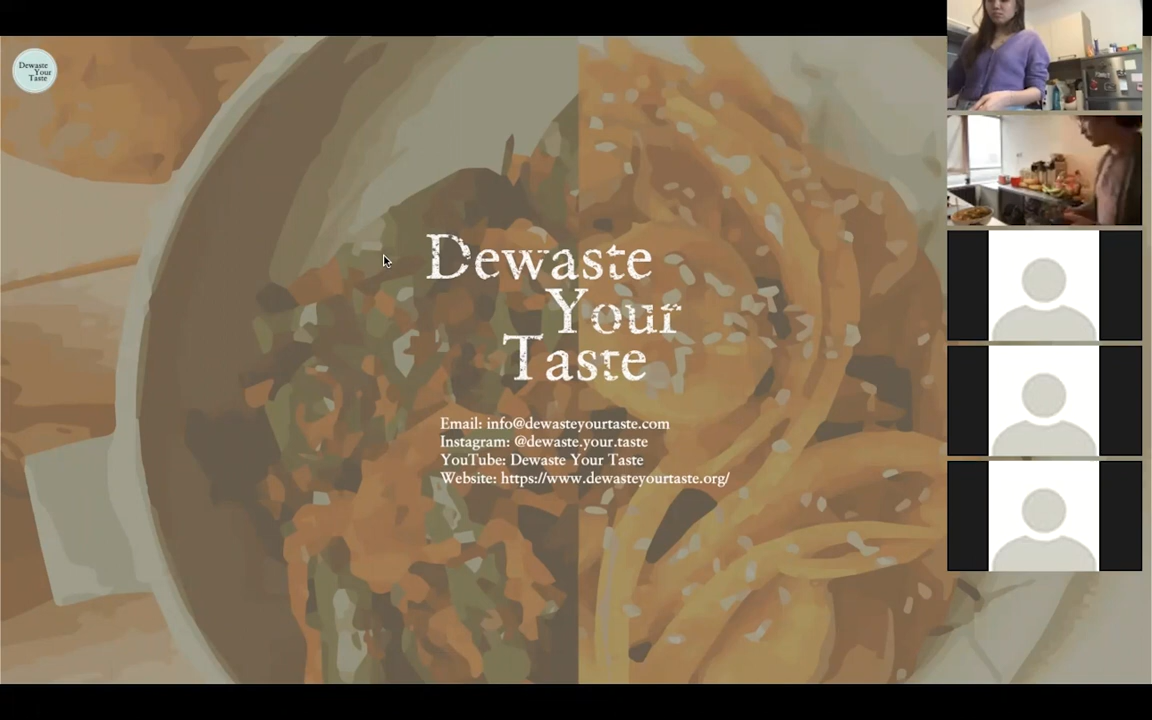 Dewaste
Your
Taste
Dewaste
Your
Taste
Email: info@dewasteyourtaste.com
Instagram: @dewaste.your.taste
YouTube: Dewaste Your Taste
Website: https://www.dewasteyourtaste.org/